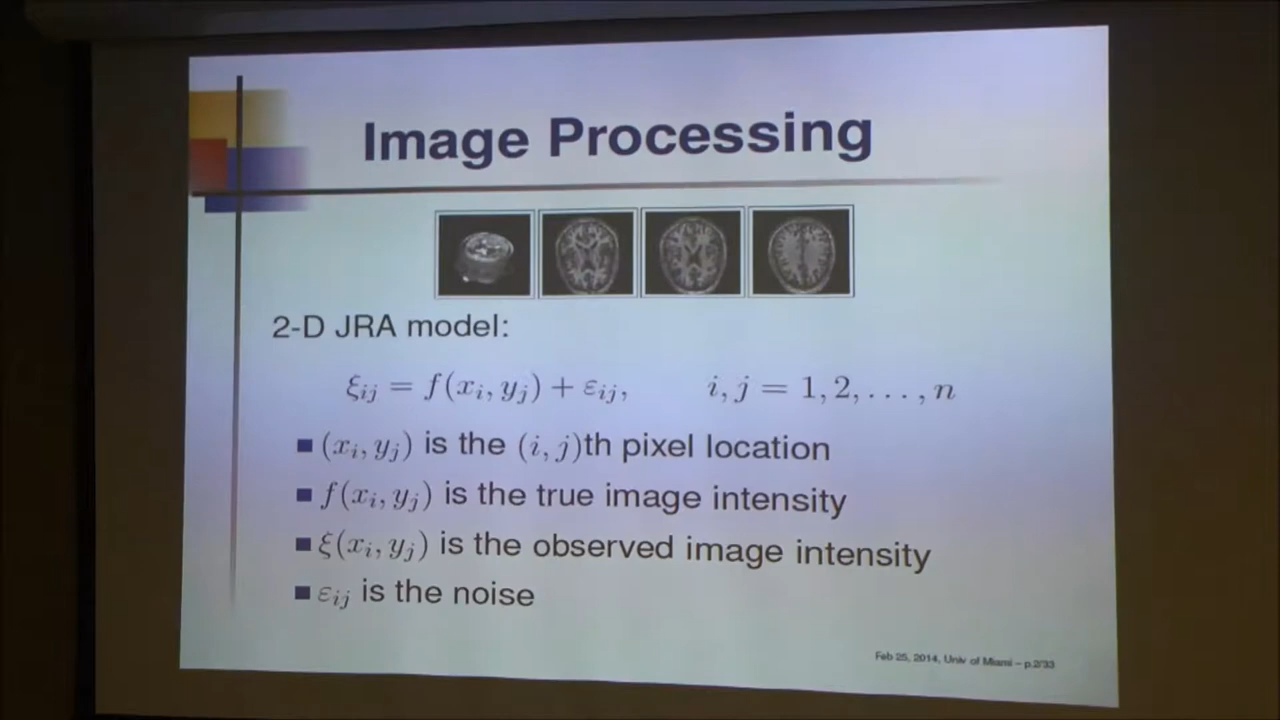 Image Processing
2-D JRA model:
ξij = f(xi, yj) + εij,    i, j = 1, 2, . . . , n
(xi, yj) is the (i, j)th pixel location
f(xi, yj) is the true image intensity
ξ(xi, yj) is the observed image intensity
εij is the noise
Feb 25, 2014, Univ of Miami – p.2/33